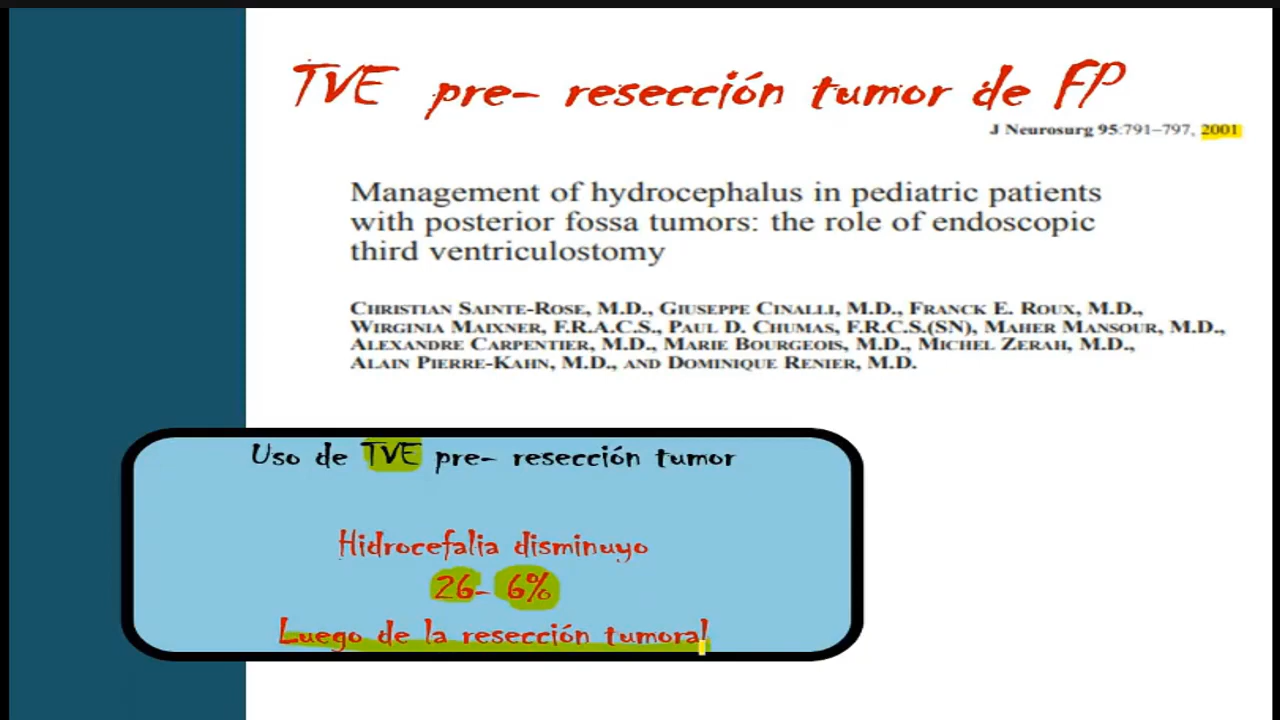 TVE pre- resección tumor de FP
J Neurosurg 95:791–797, 2001
Management of hydrocephalus in pediatric patients
with posterior fossa tumors: the role of endoscopic
third ventriculostomy
CHRISTIAN SAINTE-ROSE, M.D., GIUSEPPE CINALLI, M.D., FRANCK E. ROUX, M.D.,
WIRGINIA MAIXNER, F.R.A.C.S., PAUL D. CHUMAS, F.R.C.S.(SN), MAHER MANSOUR, M.D.,
ALEXANDRE CARPENTIER, M.D., MARIE BOURGEOIS, M.D., MICHEL ZERAH, M.D.,
ALAIN PIERRE-KAHN, M.D., AND DOMINIQUE RENIER, M.D.
Uso de TVE pre- resección tumor
Hidrocefalia disminuyo
26- 6%
Luego de la resección tumoral